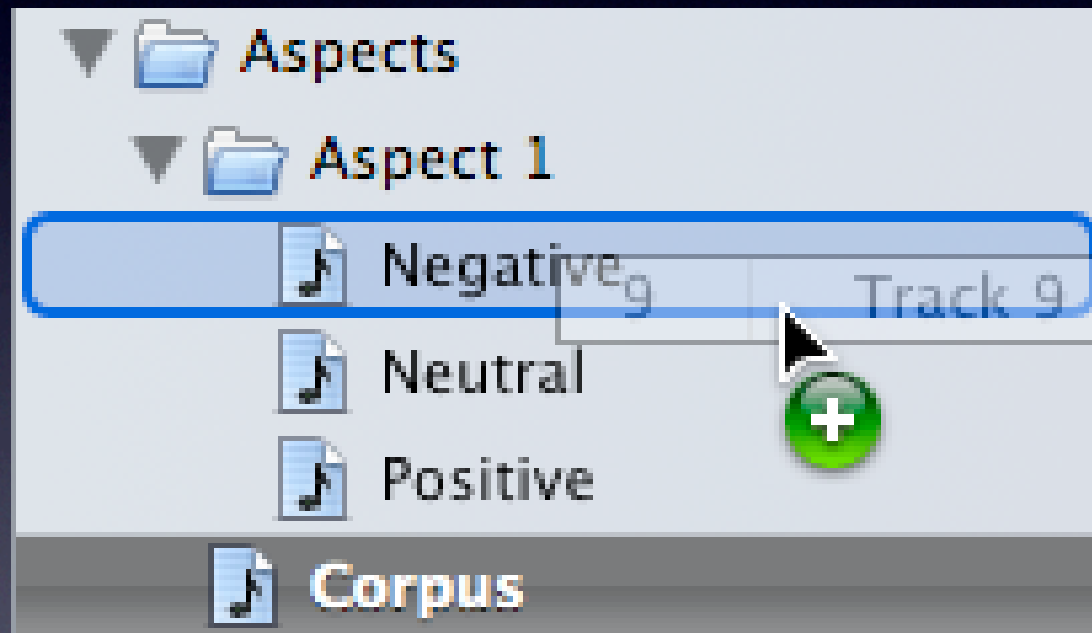 Aspects
Aspect 1
Negative
9 Track 9
Neutral
Positive
Corpus